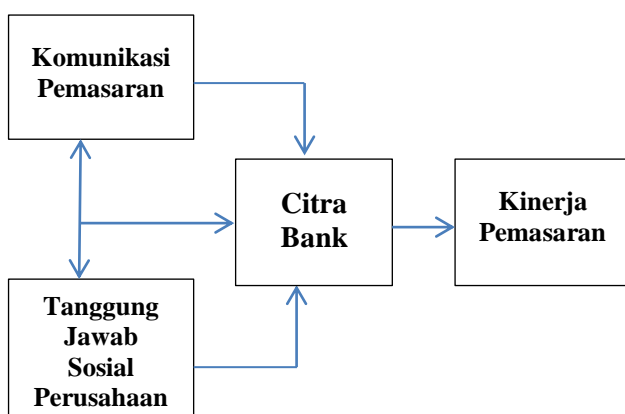 Komunikasi
Pemasaran
Citra
Bank
Kinerja
Pemasaran
Tanggung
Jawab
Sosial
Perusahaan